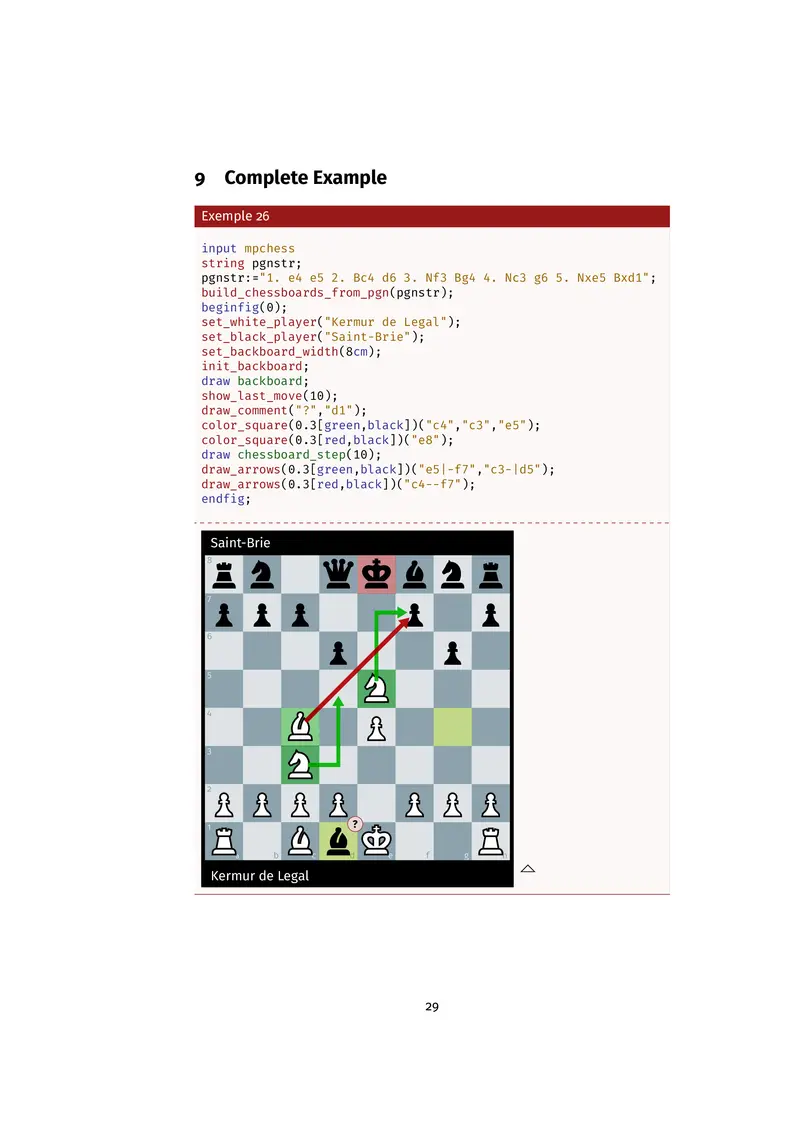 9 Complete Example
Exemple 26
input mpchess
string pgnstr;
pgnstr:="1. e4 e5 2. Bc4 d6 3. Nf3 Bg4 4. Nc3 g6 5. Nxe5 Bxd1";
build_chessboards_from_pgn(pgnstr);
beginfig(0);
set_white_player("Kermur de Legal");
set_black_player("Saint-Brie");
set_backboard_width(8cm);
init_backboard;
draw backboard;
show_last_move(10);
draw_comment("?","d1");
color_square(0.3[green,black])("c4","c3","e5");
color_square(0.3[red,black])("e8");
draw chessboard_step(10);
draw_arrows(0.3[green,black])("e5|-f7","c3-|d5");
draw_arrows(0.3[red,black])("c4--f7");
endfig;
Saint-Brie
8
7
6
5
4
3
2
?
1 b c d e f g h
Kermur de Legal
29